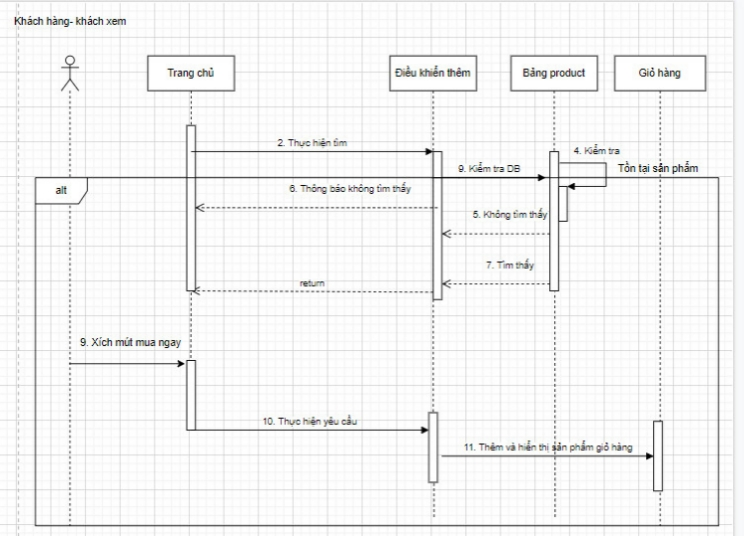 Khách hàng- khách xem
Trang chủ
Điều khiển thêm
Bảng product
Giỏ hàng
2. Thực hiện tìm
4. Kiểm tra
9. Kiểm tra DB
Tồn tại sản phẩm
alt
6. Thông báo không tìm thấy
5. Không tìm thấy
7. Tìm thấy
return
9. Xích mút mua ngay
10. Thực hiện yêu cầu
11. Thêm và hiển thị sản phẩm giỏ hàng